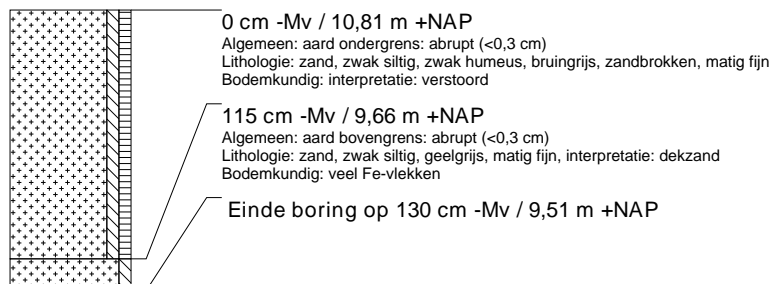 0 cm -Mv / 10,81 m +NAP
Algemeen: aard ondergrens: abrupt (<0,3 cm)
Lithologie: zand, zwak siltig, zwak humeus, bruingrijs, zandbrokken, matig fijn
Bodemkundig: interpretatie: verstoord
115 cm -Mv / 9,66 m +NAP
Algemeen: aard bovengrens: abrupt (<0,3 cm)
Lithologie: zand, zwak siltig, geelgrijs, matig fijn, interpretatie: dekzand
Bodemkundig: veel Fe-vlekken
Einde boring op 130 cm -Mv / 9,51 m +NAP